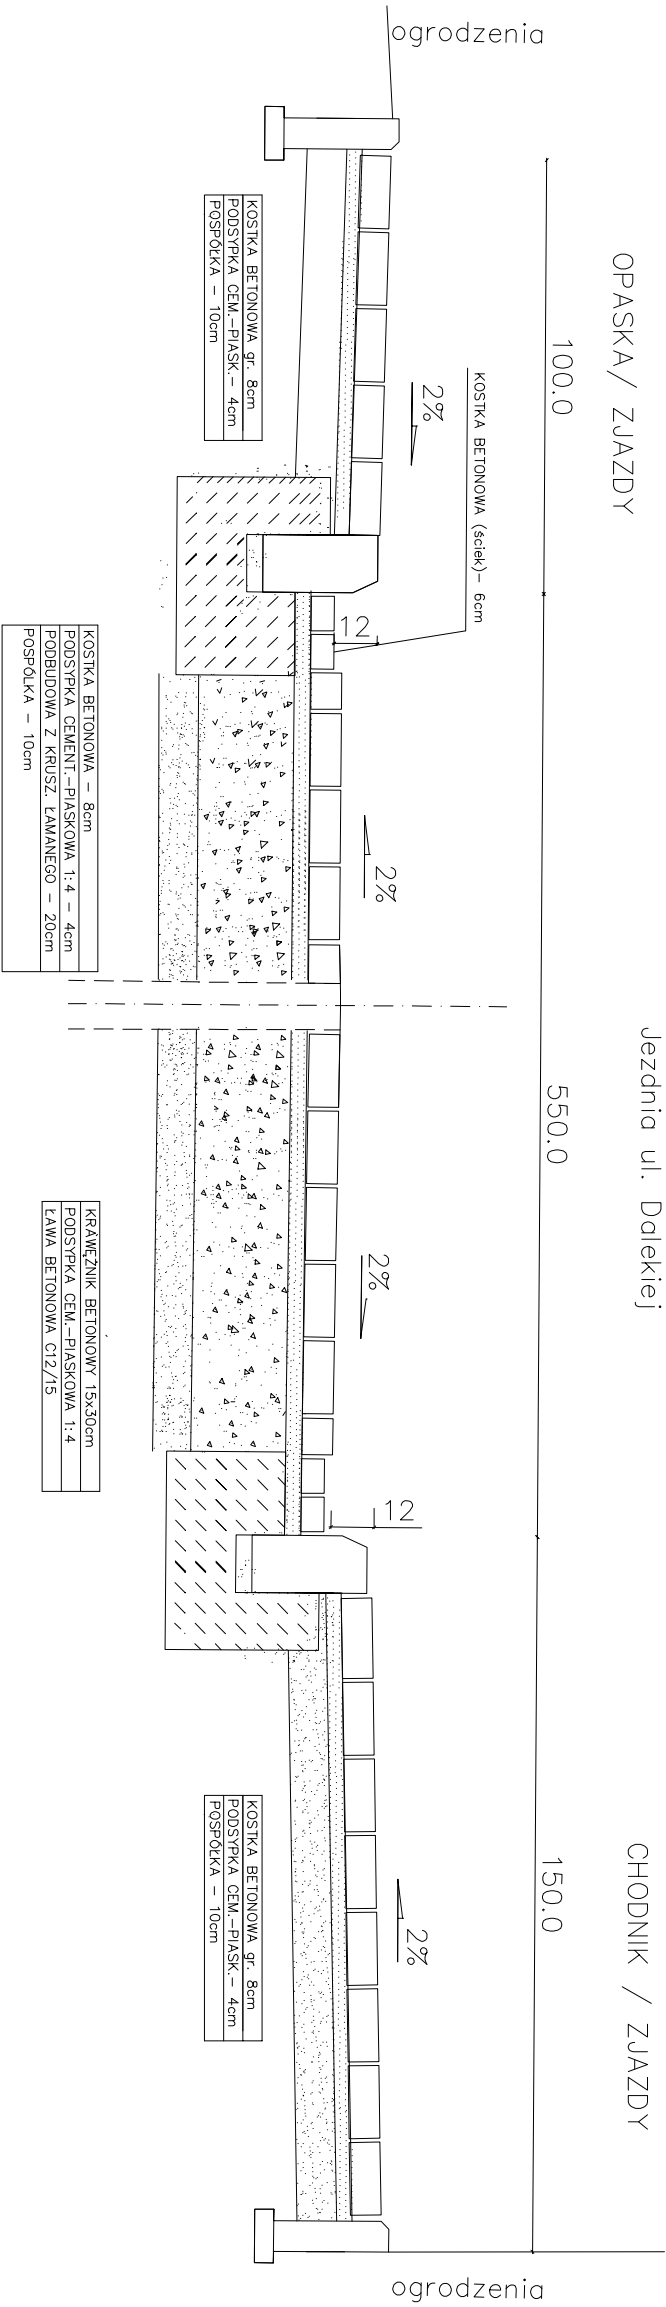 ogrodzenia
OPASKA/ ZJAZDY
100.0
2%
KOSTKA BETONOWA (ściek)– 6cm
KOSTKA BETONOWA gr. 8cm
PODSYPKA CEM.–PIASK.– 4cm
POSPÓŁKA – 10cm
12
Jezdnia ul. Dalekiej
550.0
2%
2%
KOSTKA BETONOWA – 8cm
PODSYPKA CEMENT.–PIASKOWA 1:4 – 4cm
PODBUDOWA Z KRUSZ. ŁAMANEGO – 20cm
POSPÓŁKA – 10cm
KRAWĘŻNIK BETONOWY 15x30cm
PODSYPKA CEM.–PIASKOWA 1:4
ŁAWA BETONOWA C12/15
12
CHODNIK / ZJAZDY
150.0
2%
KOSTKA BETONOWA gr. 8cm
PODSYPKA CEM.–PIASK.– 4cm
POSPÓŁKA – 10cm
ogrodzenia